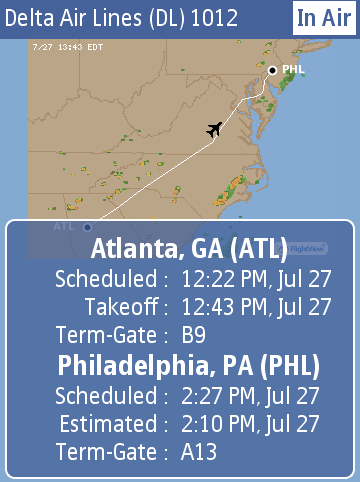 Delta Air Lines (DL) 1012
In Air
7/27 13:43 EDT
PHL
ATL
FlightView
Atlanta, GA (ATL)
Scheduled : 12:22 PM, Jul 27
Takeoff : 12:43 PM, Jul 27
Term-Gate : B9
Philadelphia, PA (PHL)
Scheduled : 2:27 PM, Jul 27
Estimated : 2:10 PM, Jul 27
Term-Gate : A13